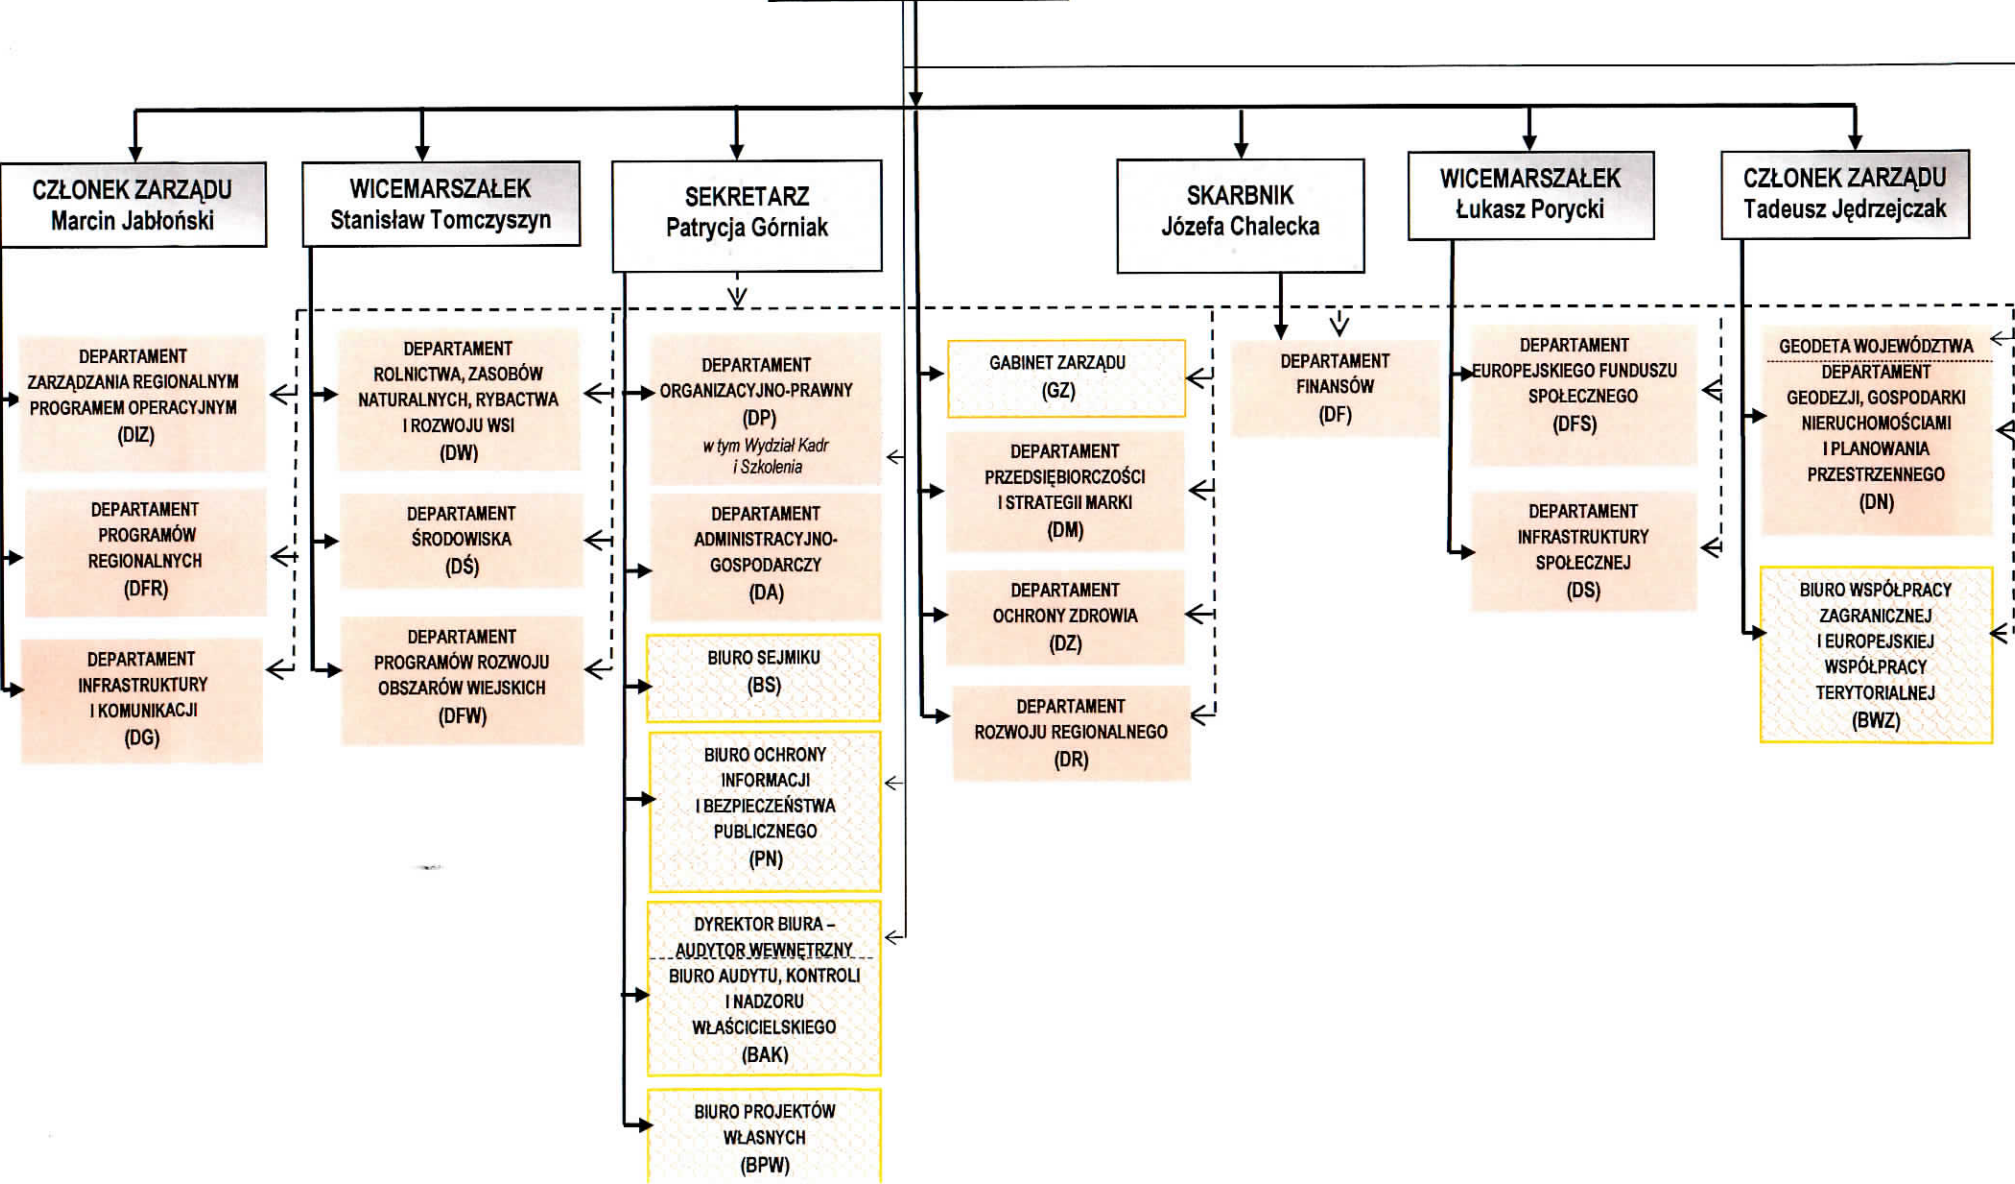 CZŁONEK ZARZĄDU
Marcin Jabłoński
WICEMARSZAŁEK
Stanisław Tomczyszyn
SEKRETARZ
Patrycja Górniak
SKARBNIK
Józefa Chalecka
WICEMARSZAŁEK
Łukasz Porycki
CZŁONEK ZARZĄDU
Tadeusz Jędrzejczak
DEPARTAMENT
ZARZĄDZANIA REGIONALNYM
PROGRAMEM OPERACYJNYM
(DIZ)
DEPARTAMENT
PROGRAMÓW
REGIONALNYCH
(DFR)
DEPARTAMENT
INFRASTRUKTURY
I KOMUNIKACJI
(DG)
DEPARTAMENT
ROLNICTWA, ZASOBÓW
NATURALNYCH, RYBACTWA
I ROZWOJU WSI
(DW)
DEPARTAMENT
ŚRODOWISKA
(DŚ)
DEPARTAMENT
PROGRAMÓW ROZWOJU
OBSZARÓW WIEJSKICH
(DFW)
DEPARTAMENT
ORGANIZACYJNO-PRAWNY
(DP)
w tym Wydział Kadr
i Szkolenia
DEPARTAMENT
ADMINISTRACYJNO-
GOSPODARCZY
(DA)
BIURO SEJMIKU
(BS)
BIURO OCHRONY
INFORMACJI
I BEZPIECZEŃSTWA
PUBLICZNEGO
(PN)
DYREKTOR BIURA –
AUDYTOR WEWNĘTRZNY
BIURO AUDYTU, KONTROLI
I NADZORU
WŁAŚCICIELSKIEGO
(BAK)
BIURO PROJEKTÓW
WŁASNYCH
(BPW)
GABINET ZARZĄDU
(GZ)
DEPARTAMENT
PRZEDSIĘBIORCZOŚCI
I STRATEGII MARKI
(DM)
DEPARTAMENT
OCHRONY ZDROWIA
(DZ)
DEPARTAMENT
ROZWOJU REGIONALNEGO
(DR)
DEPARTAMENT
FINANSÓW
(DF)
DEPARTAMENT
EUROPEJSKIEGO FUNDUSZU
SPOŁECZNEGO
(DFS)
DEPARTAMENT
INFRASTRUKTURY
SPOŁECZNEJ
(DS)
GEODETA WOJEWÓDZTWA
DEPARTAMENT
GEODEZJI, GOSPODARKI
NIERUCHOMOŚCIAMI
I PLANOWANIA
PRZESTRZENNEGO
(DN)
BIURO WSPÓŁPRACY
ZAGRANICZNEJ
I EUROPEJSKIEJ
WSPÓŁPRACY
TERYTORIALNEJ
(BWZ)